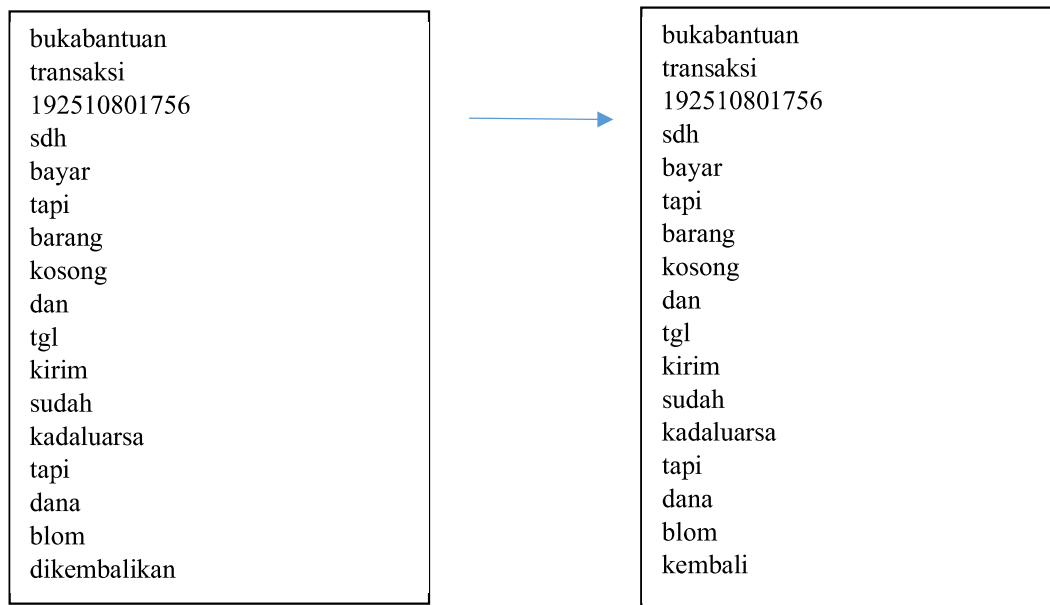 bukabantuan
transaksi
192510801756
sdh
bayar
tapi
barang
kosong
dan
tgl
kirim
sudah
kadaluarsa
tapi
dana
blom
dikembalikan
bukabantuan
transaksi
192510801756
sdh
bayar
tapi
barang
kosong
dan
tgl
kirim
sudah
kadaluarsa
tapi
dana
blom
kembali